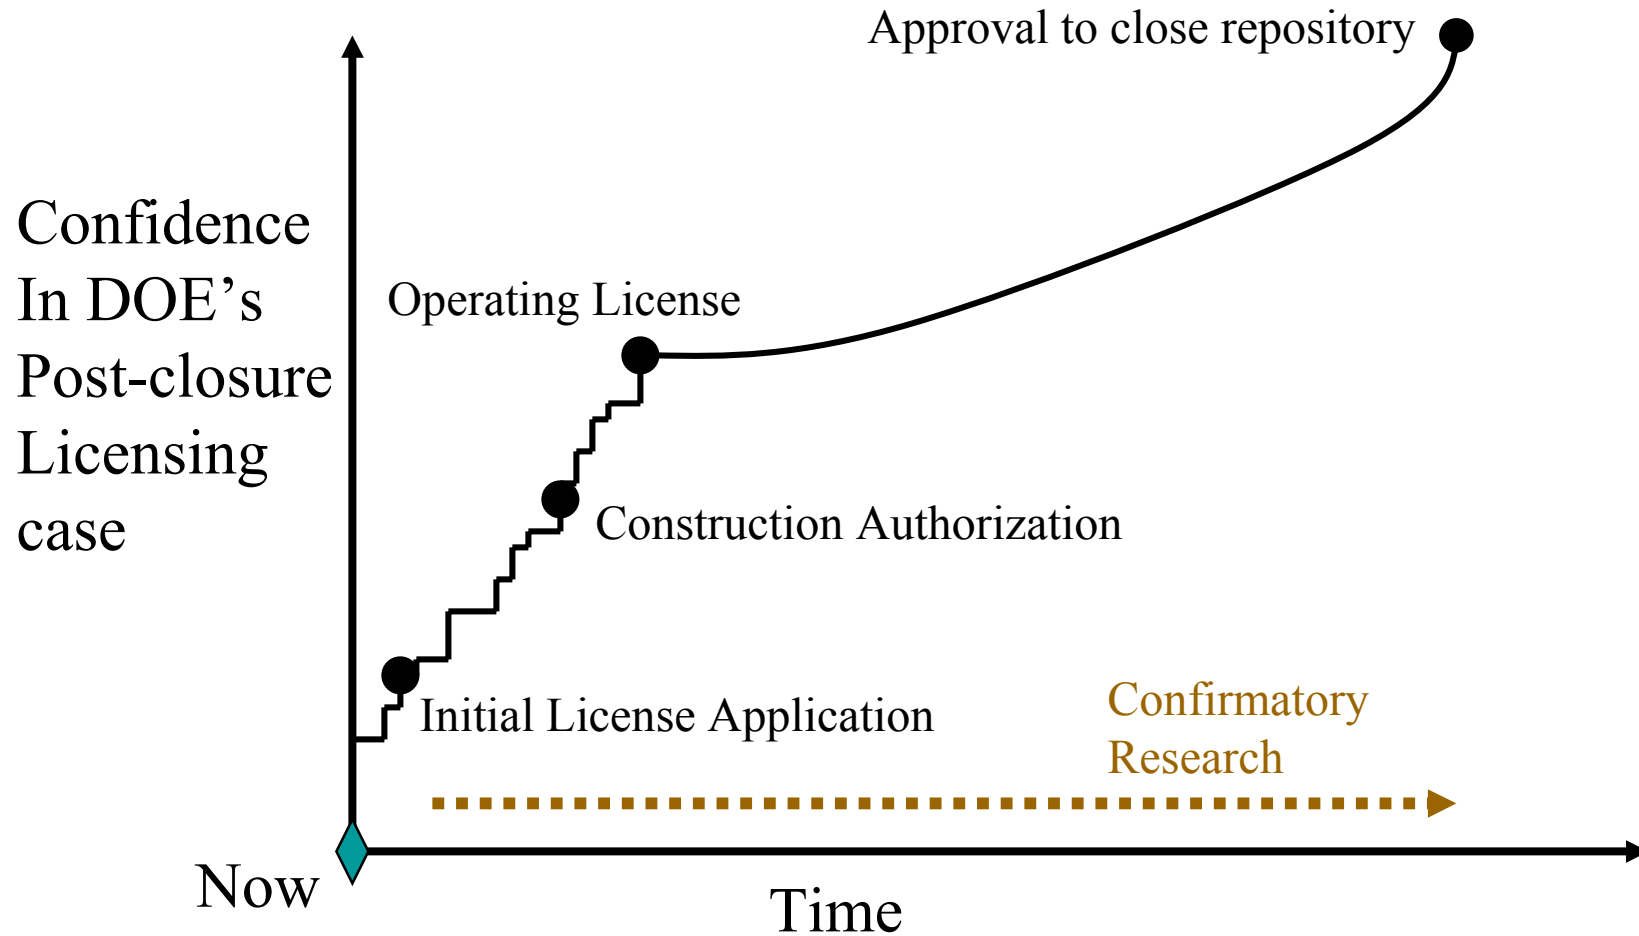 Approval to close repository
Confidence
In DOE’s
Post-closure
Licensing
case
Operating License
Construction Authorization
Initial License Application
Confirmatory
Research
Now
Time